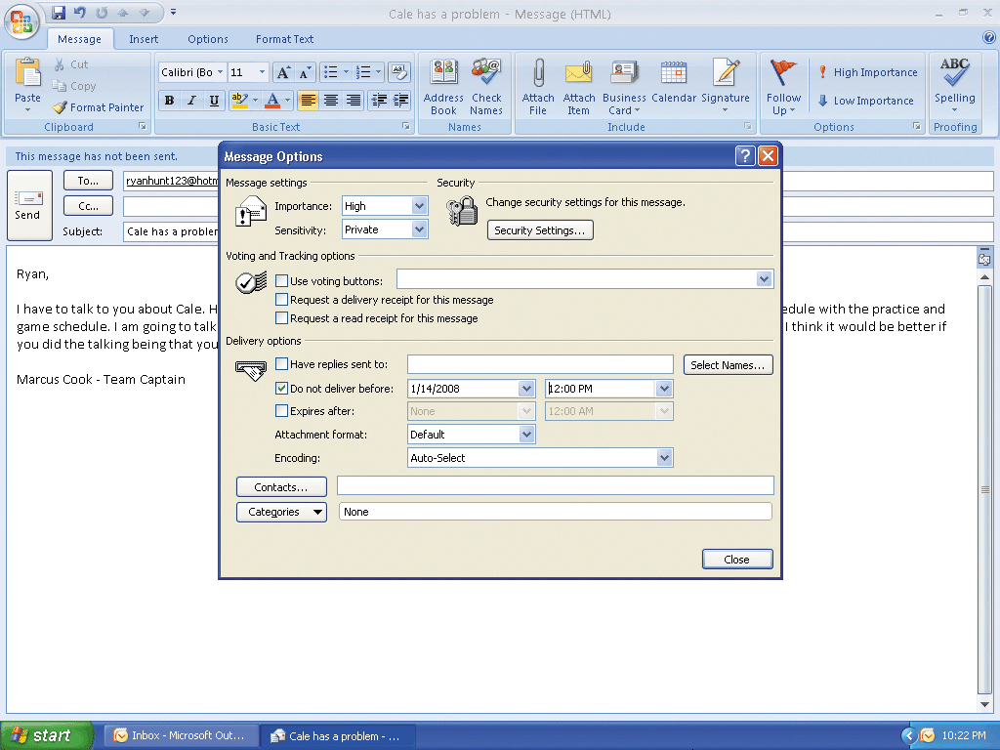 Cale has a problem - Message (HTML)
Message Insert Options Format Text
Paste
Cut
Copy
Format Painter
Clipboard
Calibri (Bo 11 A A
B I U ab A
Basic Text
Address Book
Check Names
Names
Attach File
Attach Item
Business Card
Calendar
Signature
Include
Follow Up
High Importance
Low Importance
Options
ABC
Spelling
Proofing
This message has not been sent.
Send
To... ryanhunt123@hotm
Cc...
Subject: Cale has a problem
Ryan,
I have to talk to you about Cale. H
game schedule. I am going to talk
you did the talking being that you
dule with the practice and
I think it would be better if
Marcus Cook - Team Captain
Message Options ?
Message settings
Importance: High
Sensitivity: Private
Security
Change security settings for this message.
Security Settings...
Voting and Tracking options
Use voting buttons:
Request a delivery receipt for this message
Request a read receipt for this message
Delivery options
Have replies sent to: Select Names...
Do not deliver before: 1/14/2008 12:00 PM
Expires after: None 12:00 AM
Attachment format: Default
Encoding: Auto-Select
Contacts...
Categories None
Close
start Inbox - Microsoft Out... Cale has a problem - ... 10:22 PM